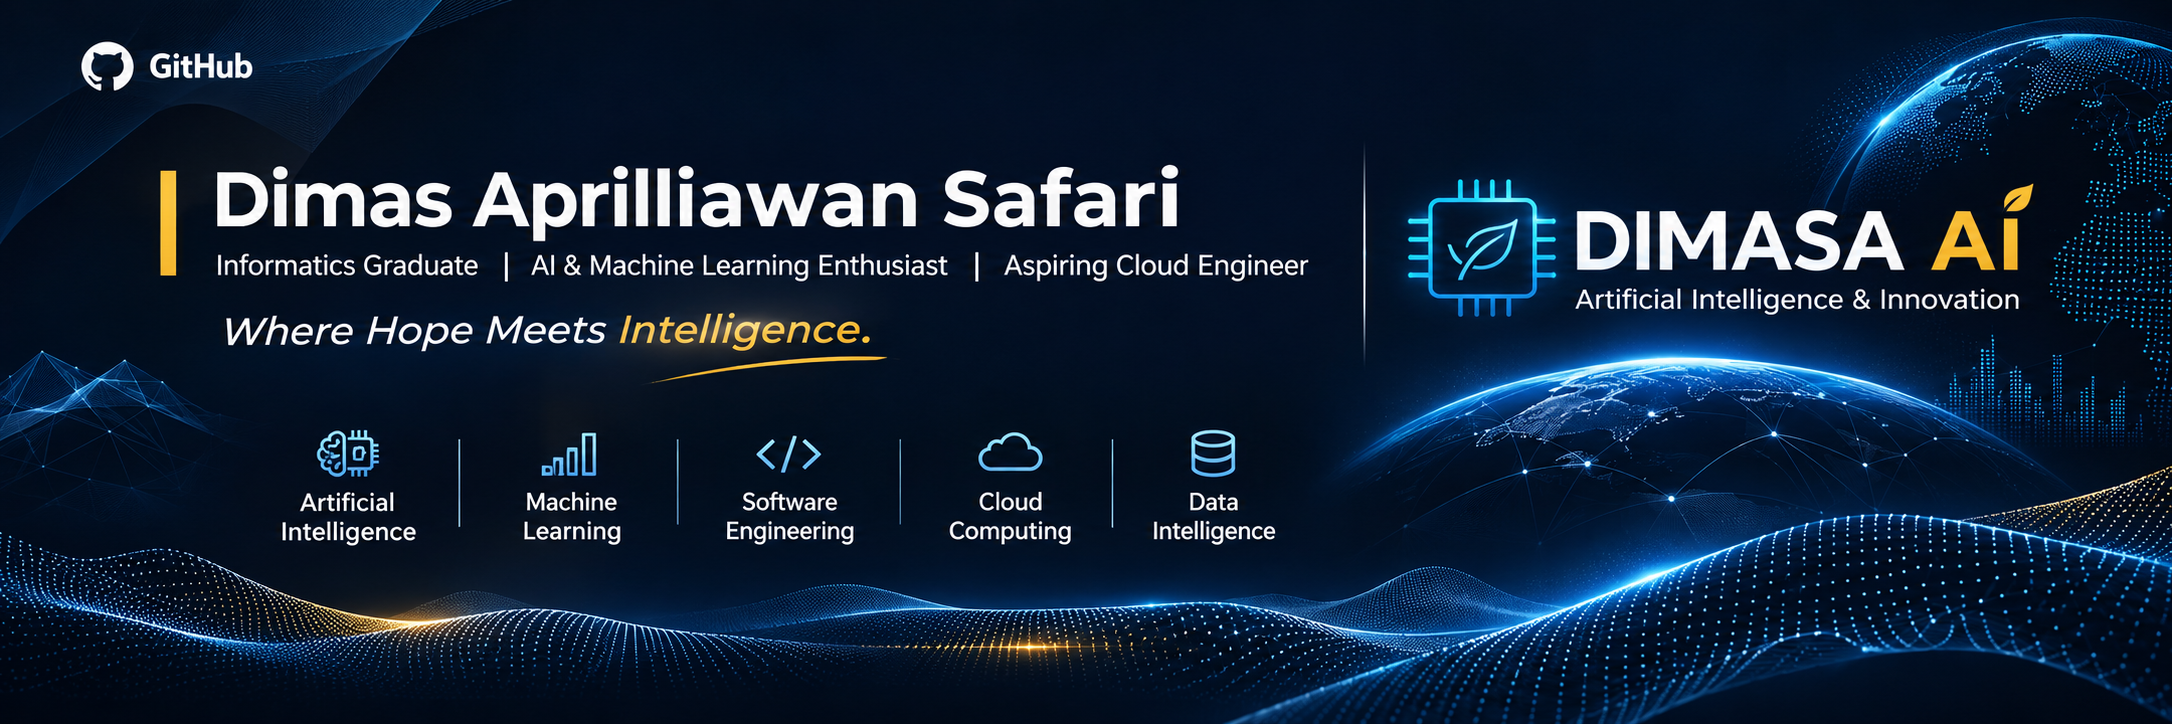 GitHub
Dimas Aprilliawan Safari
Informatics Graduate | AI & Machine Learning Enthusiast | Aspiring Cloud Engineer
Where Hope Meets Intelligence.
DIMASA Ai
Artificial Intelligence & Innovation
Artificial
Intelligence
Machine
Learning
Software
Engineering
Cloud
Computing
Data
Intelligence